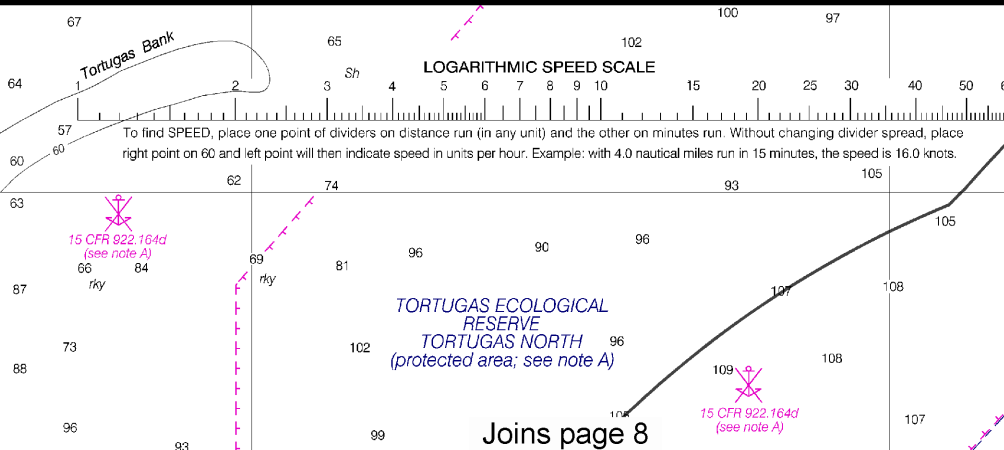 67
65
102
100
97
Tortugas Bank
Sh
64
LOGARITHMIC SPEED SCALE
1 2 3 4 5 6 7 8 9 10 15 20 25 30 40 50
57
60
60
To find SPEED, place one point of dividers on distance run (in any unit) and the other on minutes run. Without changing divider spread, place
right point on 60 and left point will then indicate speed in units per hour. Example: with 4.0 nautical miles run in 15 minutes, the speed is 16.0 knots.
62
74
93
105
63
105
15 CFR 922.164d
(see note A)
66
84
rky
69
rky
81
96
90
96
87
107
108
TORTUGAS ECOLOGICAL
RESERVE
TORTUGAS NORTH
(protected area; see note A)
73
102
96
88
109
108
15 CFR 922.164d
(see note A)
107
96
93
99
Joins page 8